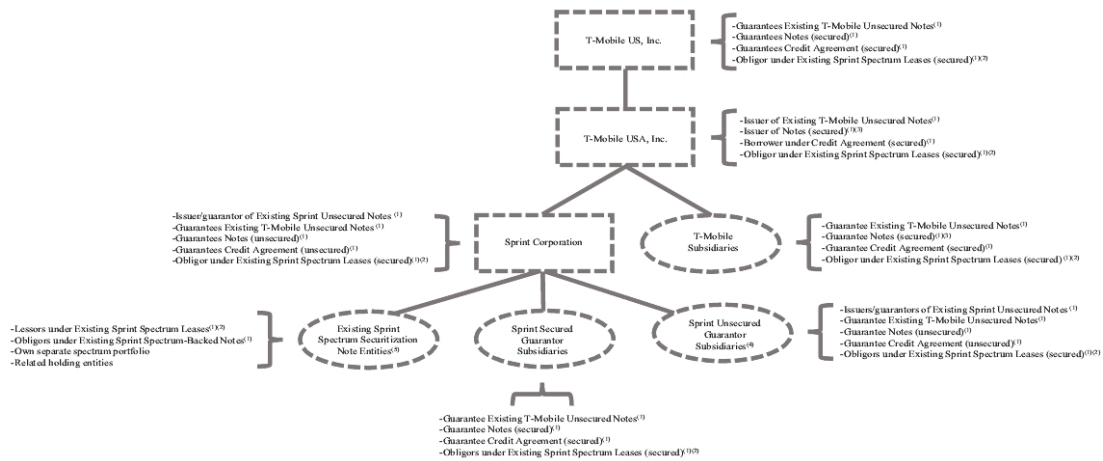 T-Mobile US, Inc.
-Guarantees Existing T-Mobile Unsecured Notes(1)
-Guarantees Notes (secured)(1)
-Guarantees Credit Agreement (secured)(1)
-Obligor under Existing Sprint Spectrum Leases (secured)(1)(2)
T-Mobile USA, Inc.
-Issuer of Existing T-Mobile Unsecured Notes(1)
-Issuer of Notes (secured)(1)(3)
-Borrower under Credit Agreement (secured)(1)
-Obligor under Existing Sprint Spectrum Leases (secured)(1)(2)
-Issuer/guarantor of Existing Sprint Unsecured Notes (1)
-Guarantees Existing T-Mobile Unsecured Notes (1)
-Guarantees Notes (unsecured)(1)
-Guarantees Credit Agreement (unsecured)(1)
-Obligor under Existing Sprint Spectrum Leases (secured)(1)(2)
Sprint Corporation
T-Mobile
Subsidiaries
-Guarantee Existing T-Mobile Unsecured Notes(1)
-Guarantee Notes (secured)(1)(3)
-Guarantee Credit Agreement (secured)(1)
-Obligor under Existing Sprint Spectrum Leases (secured) (1)(2)
-Lessors under Existing Sprint Spectrum Leases(1)(2)
-Obligors under Existing Sprint Spectrum-Backed Notes(1)
-Own separate spectrum portfolio
-Related holding entities
Existing Sprint
Spectrum Securitization
Note Entities(5)
Sprint Secured
Guarantor
Subsidiaries
Sprint Unsecured
Guarantor
Subsidiaries(4)
-Issuers/guarantors of Existing Sprint Unsecured Notes(1)
-Guarantee Existing T-Mobile Unsecured Notes(1)
-Guarantee Notes (unsecured)(1)
-Guarantee Credit Agreement (unsecured)(1)
-Obligors under Existing Sprint Spectrum Leases (secured)(1)(2)
-Guarantee Existing T-Mobile Unsecured Notes(1)
-Guarantee Notes (secured)(1)
-Guarantee Credit Agreement (secured)(1)
-Obligors under Existing Sprint Spectrum Leases (secured)(1)(2)